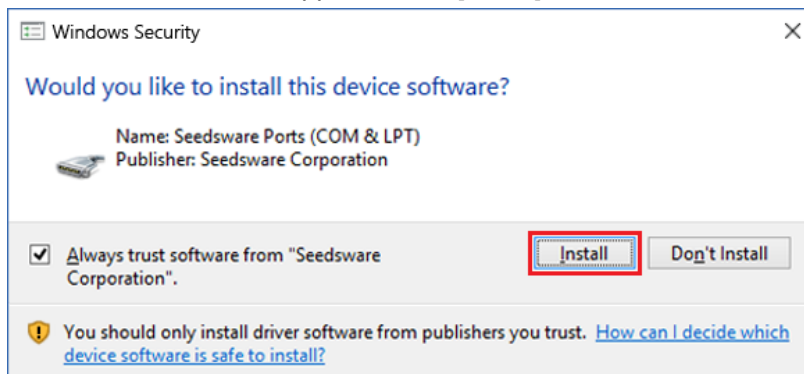 Windows Security
Would you like to install this device software?
Name: Seedsware Ports (COM & LPT)
Publisher: Seedsware Corporation
Always trust software from "Seedsware
Corporation".
Install
Don't Install
You should only install driver software from publishers you trust. How can I decide which
device software is safe to install?